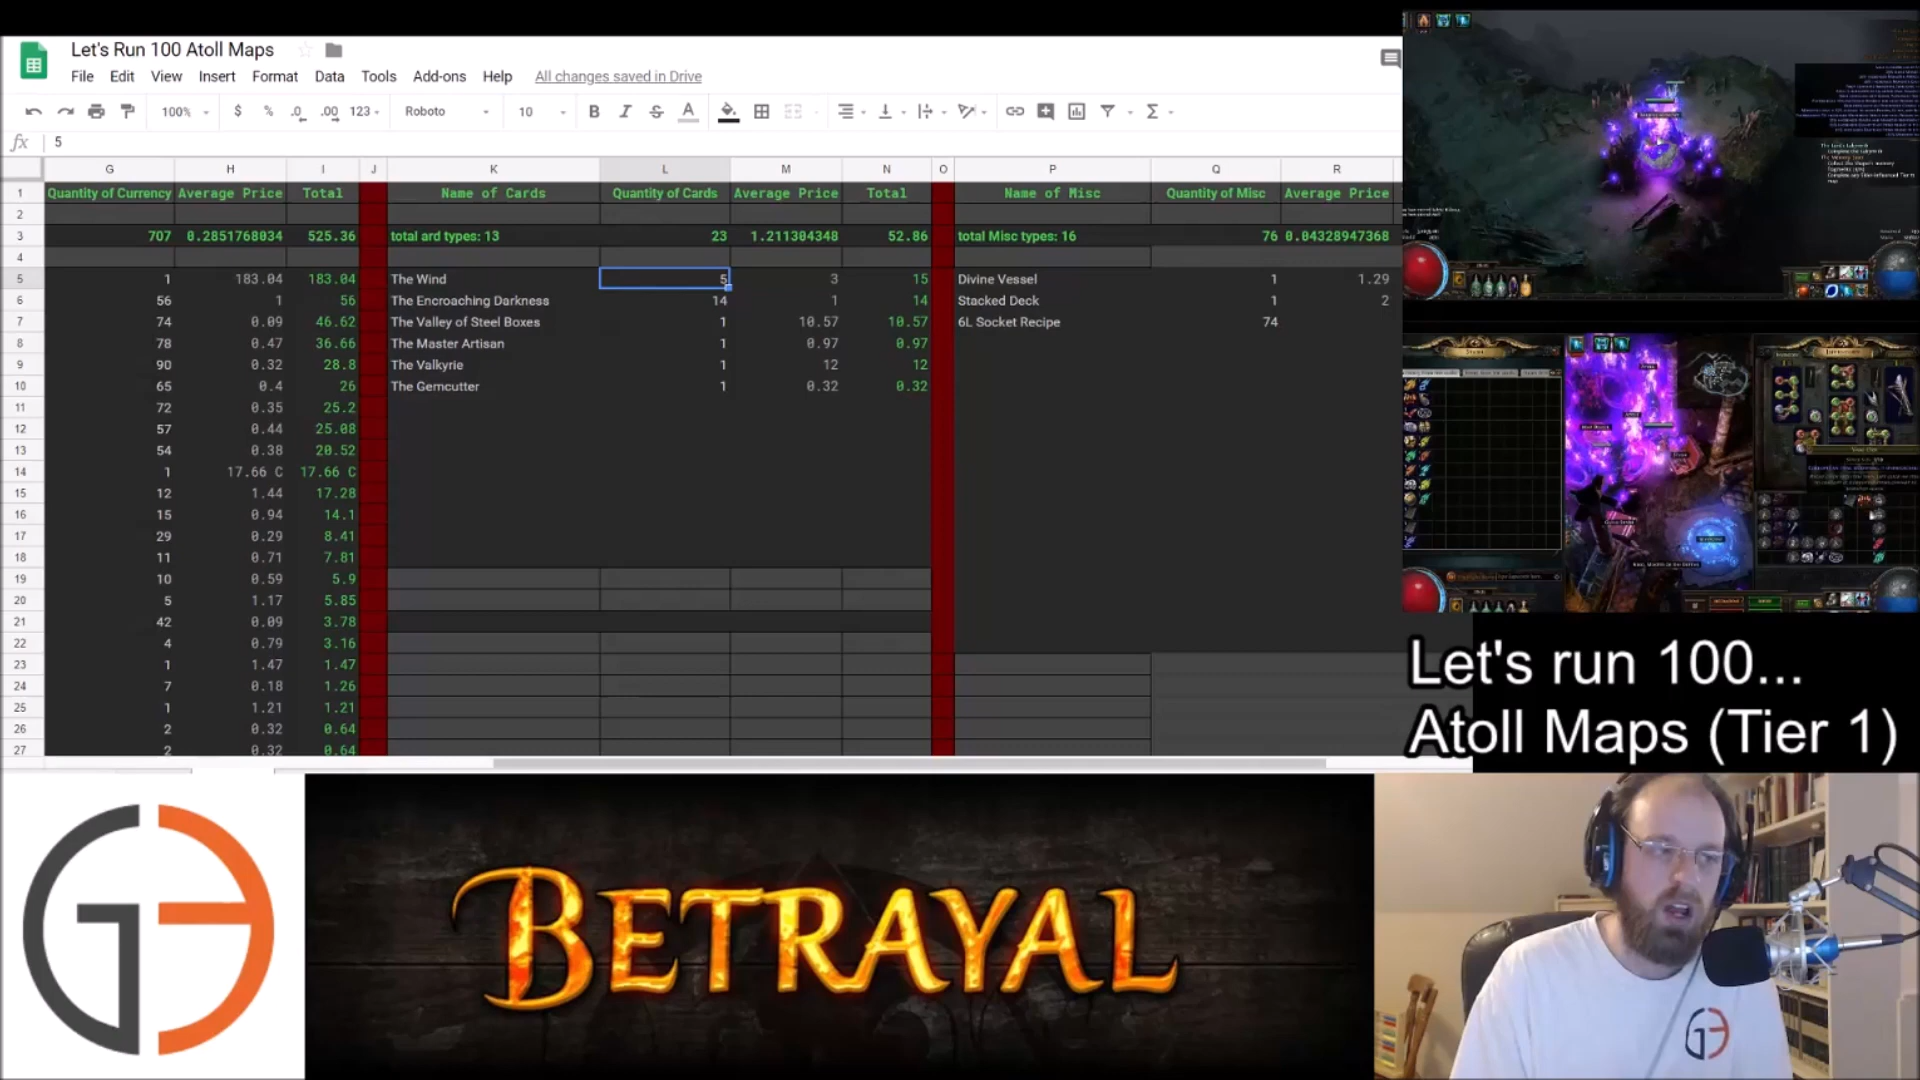 Let's Run 100 Atoll Maps
File Edit View Insert Format Data Tools Add-ons Help All changes saved in Drive
100% $ % .0 .00 123 Roboto 10 B I S A
fx 5
G H I J K L M N O P Q R
1 Quantity of Currency Average Price Total Name of Cards Quantity of Cards Average Price Total Name of Misc Quantity of Misc Average Price
2
3 707 0.2851768034 525.36 total ard types: 13 23 1.211304348 52.86 total Misc types: 16 76 0.04328947368
4
5 1 183.04 183.04 The Wind 5 3 15 Divine Vessel 1 1.29
6 56 1 56 The Encroaching Darkness 14 1 14 Stacked Deck 1 2
7 74 0.09 46.62 The Valley of Steel Boxes 1 10.57 10.57 6L Socket Recipe 74
8 78 0.47 36.66 The Master Artisan 1 0.97 0.97
9 90 0.32 28.8 The Valkyrie 1 12 12
10 65 0.4 26 The Gemcutter 1 0.32 0.32
11 72 0.35 25.2
12 57 0.44 25.08
13 54 0.38 20.52
14 1 17.66 C 17.66 C
15 12 1.44 17.28
16 15 0.94 14.1
17 29 0.29 8.41
18 11 0.71 7.81
19 10 0.59 5.9
20 5 1.17 5.85
21 42 0.09 3.78
22 4 0.79 3.16
23 1 1.47 1.47
24 7 0.18 1.26
25 1 1.21 1.21
26 2 0.32 0.64
27 2 0.32 0.64
Let's run 100...
Atoll Maps (Tier 1)
BETRAYAL